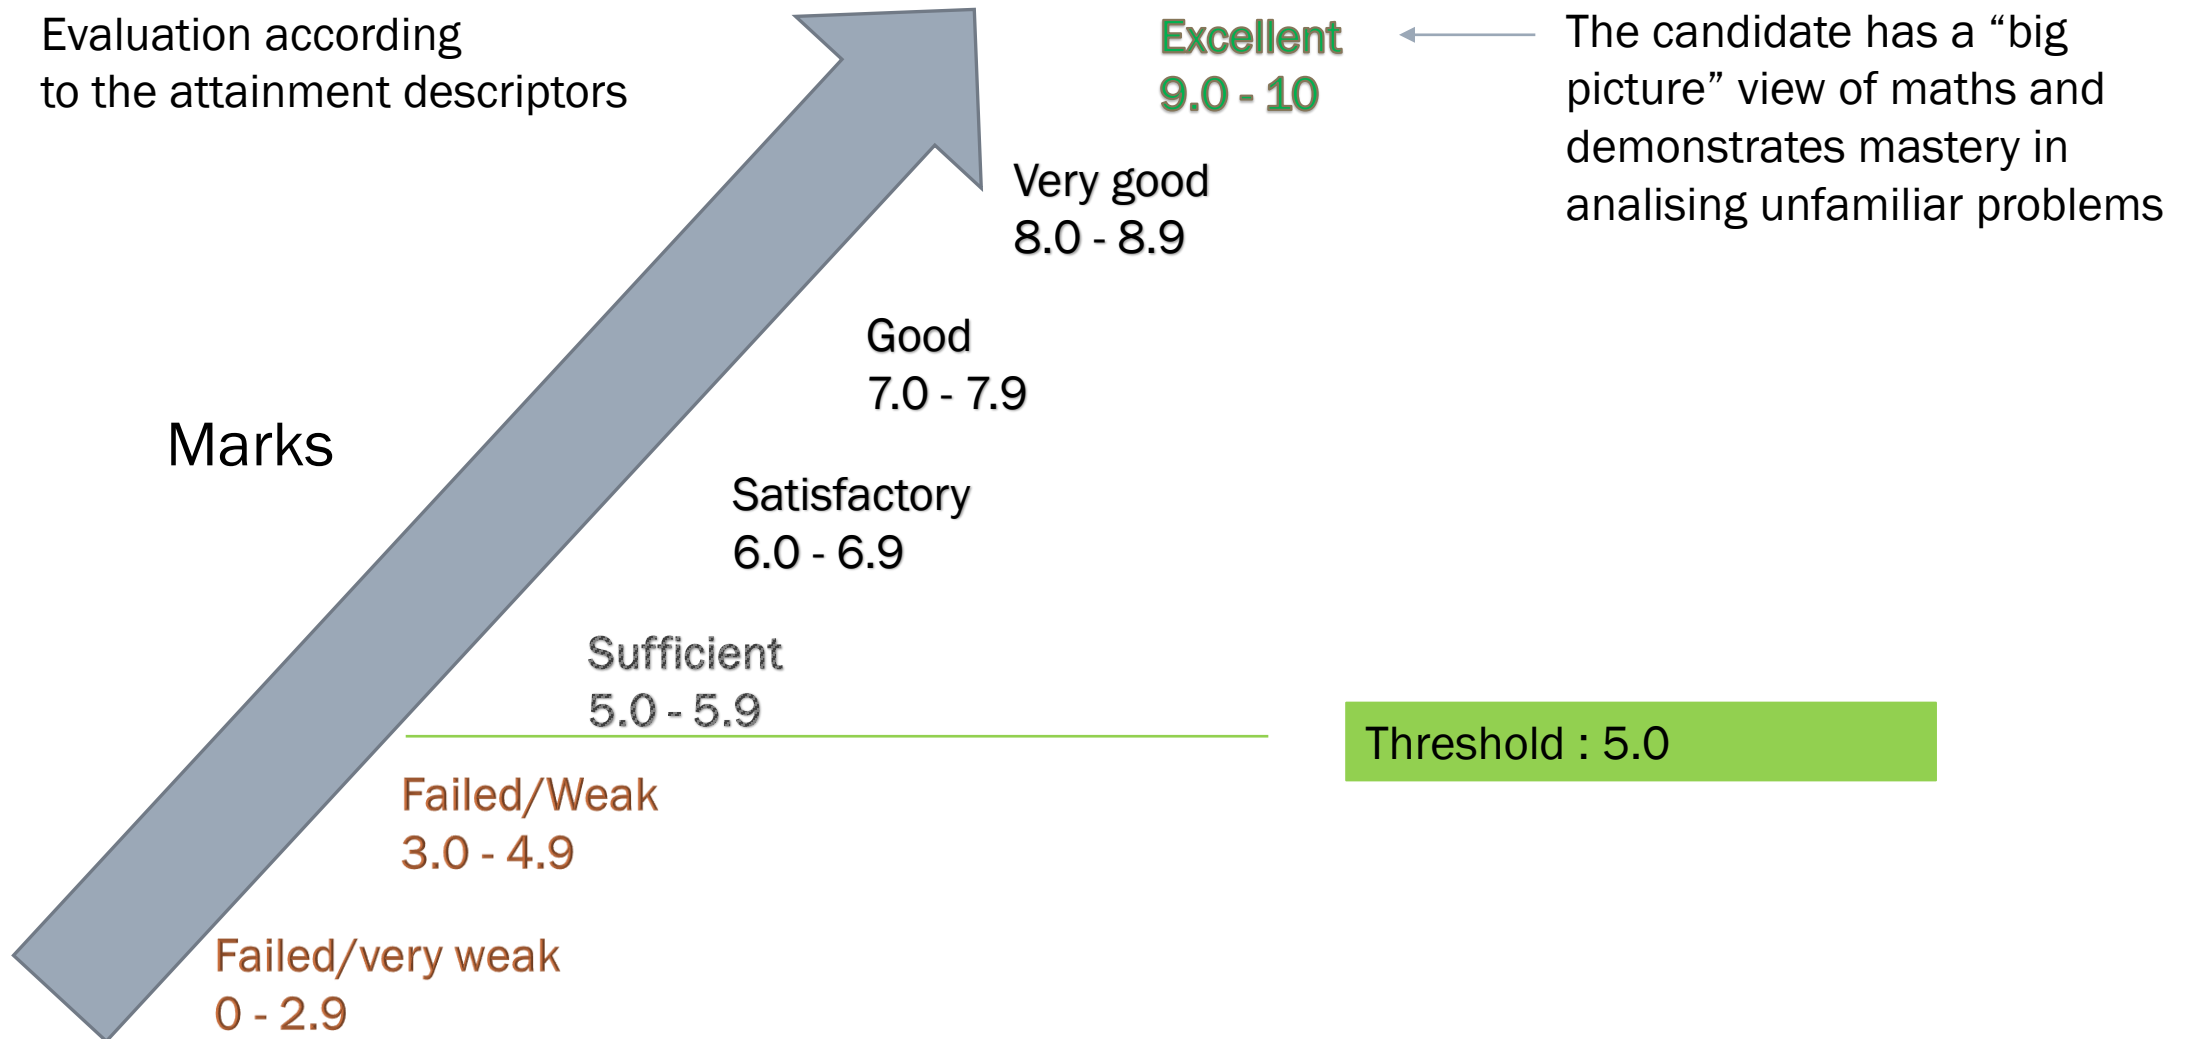 Evaluation according
to the attainment descriptors
Excellent
9.0 - 10
The candidate has a “big
picture” view of maths and
demonstrates mastery in
analising unfamiliar problems
Very good
8.0 - 8.9
Good
7.0 - 7.9
Marks
Satisfactory
6.0 - 6.9
Sufficient
5.0 - 5.9
Threshold : 5.0
Failed/Weak
3.0 - 4.9
Failed/very weak
0 - 2.9